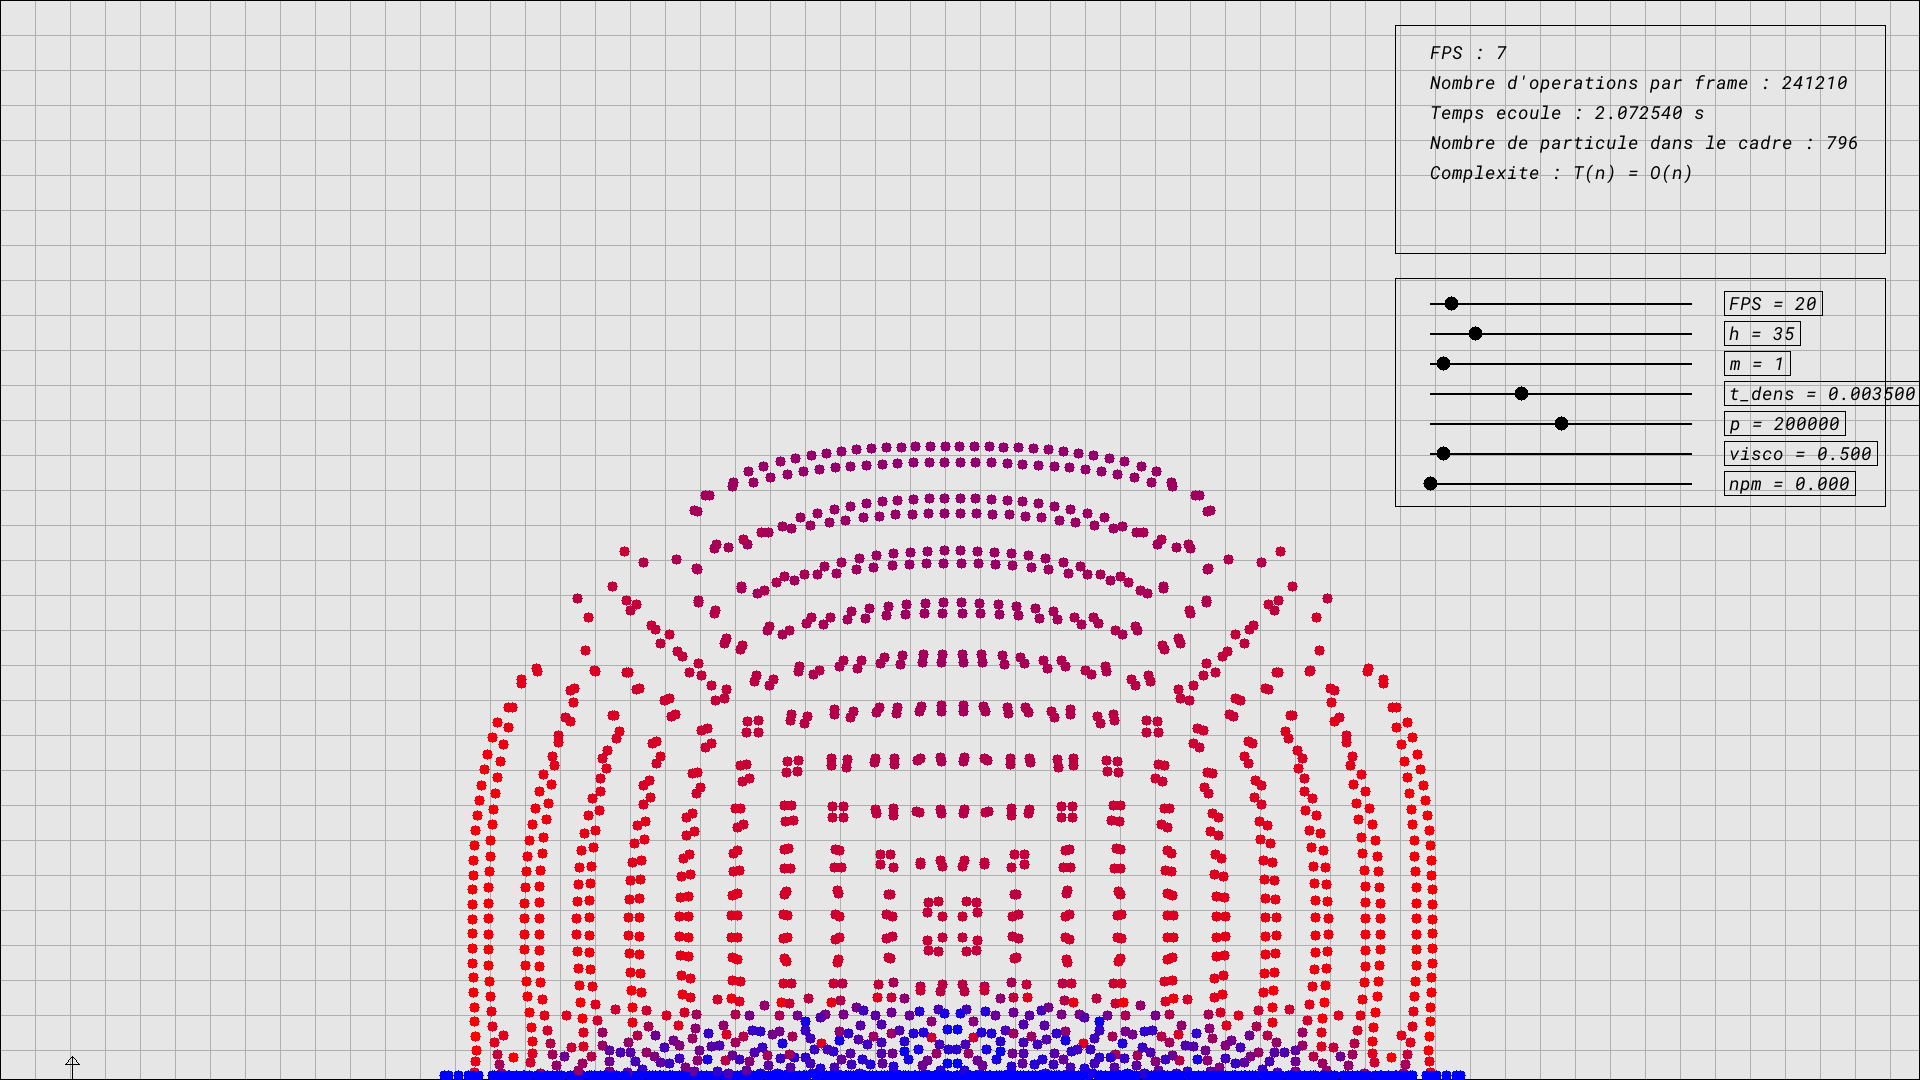 FPS : 7
Nombre d'operations par frame : 241210
Temps ecoule : 2.072540 s
Nombre de particule dans le cadre : 796
Complexite : T(n) = O(n)
FPS = 20
h = 35
m = 1
t_dens = 0.003500
p = 200000
visco = 0.500
npm = 0.000